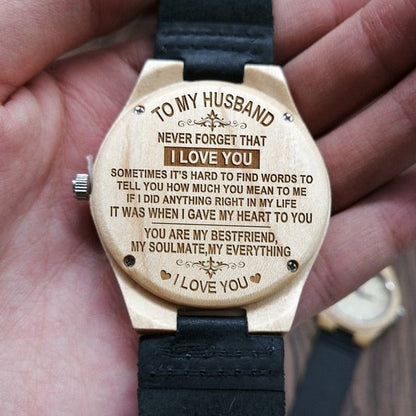 TO MY HUSBAND
NEVER FORGET THAT
I LOVE YOU
SOMETIMES IT'S HARD TO FIND WORDS TO
TELL YOU HOW MUCH YOU MEAN TO ME
IF I DID ANYTHING RIGHT IN MY LIFE
IT WAS WHEN I GAVE MY HEART TO YOU
YOU ARE MY BESTFRIEND,
MY SOULMATE,MY EVERYTHING
I LOVE YOU